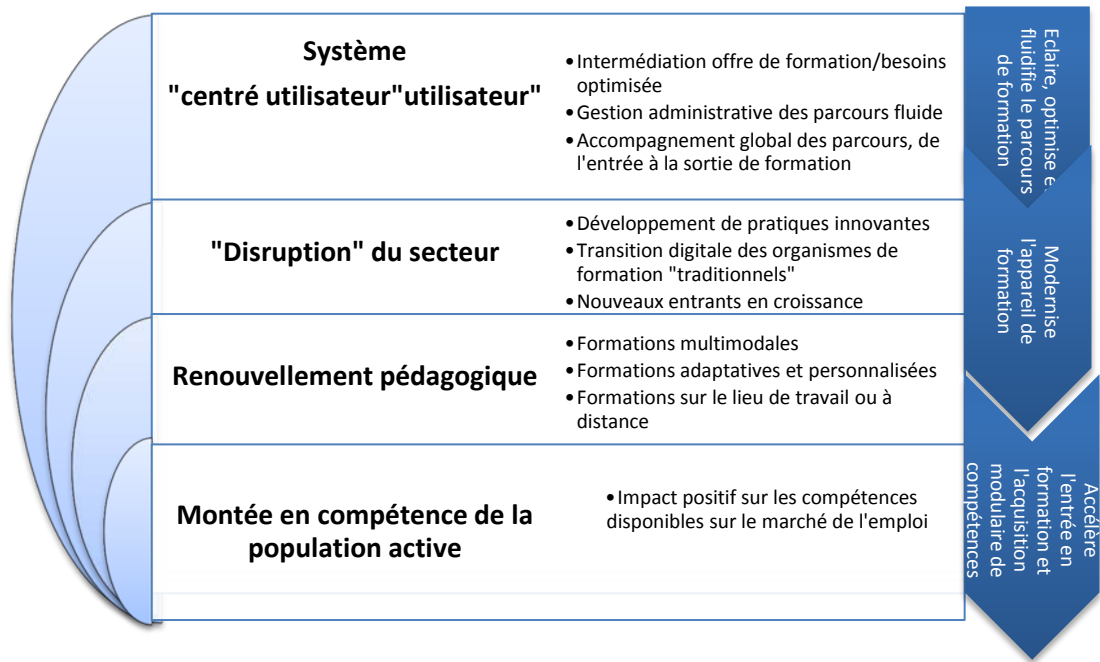 Système
"centré utilisateur"utilisateur"
•Intermédiation offre de formation/besoins
optimisée
•Gestion administrative des parcours fluide
•Accompagnement global des parcours, de
l'entrée à la sortie de formation
Eclaire, optimise e
fluidifie le parcours
de formation
"Disruption" du secteur
•Développement de pratiques innovantes
•Transition digitale des organismes de
formation "traditionnels"
•Nouveaux entrants en croissance
Modernise
l'appareil de
formation
Renouvellement pédagogique
•Formations multimodales
•Formations adaptatives et personnalisées
•Formations sur le lieu de travail ou à
distance
Montée en compétence de la
population active
•Impact positif sur les compétences
disponibles sur le marché de l'emploi
Accélère
l'entrée en
formation et
l'acquisition
modulaire de
compétences